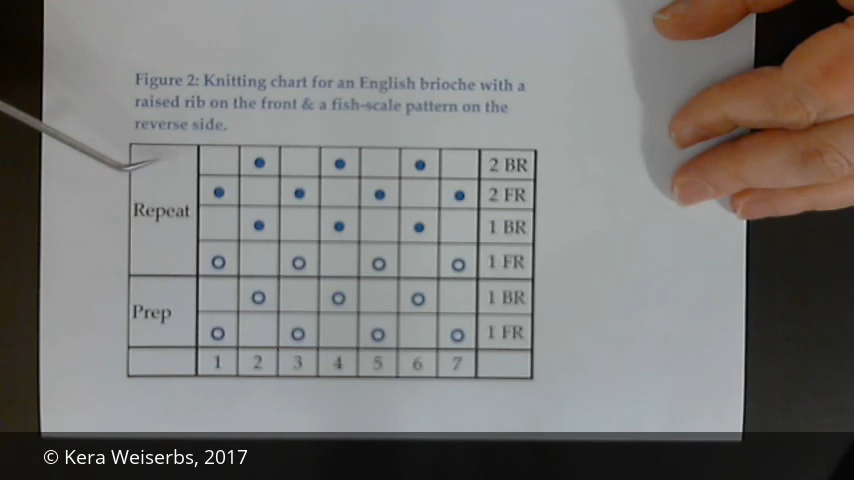 Figure 2: Knitting chart for an English brioche with a
raised rib on the front & a fish-scale pattern on the
reverse side.
2 BR
2 FR
Repeat
1 BR
1 FR
1 BR
Prep
1 FR
1 2 3 4 5 6 7
© Kera Weiserbs, 2017